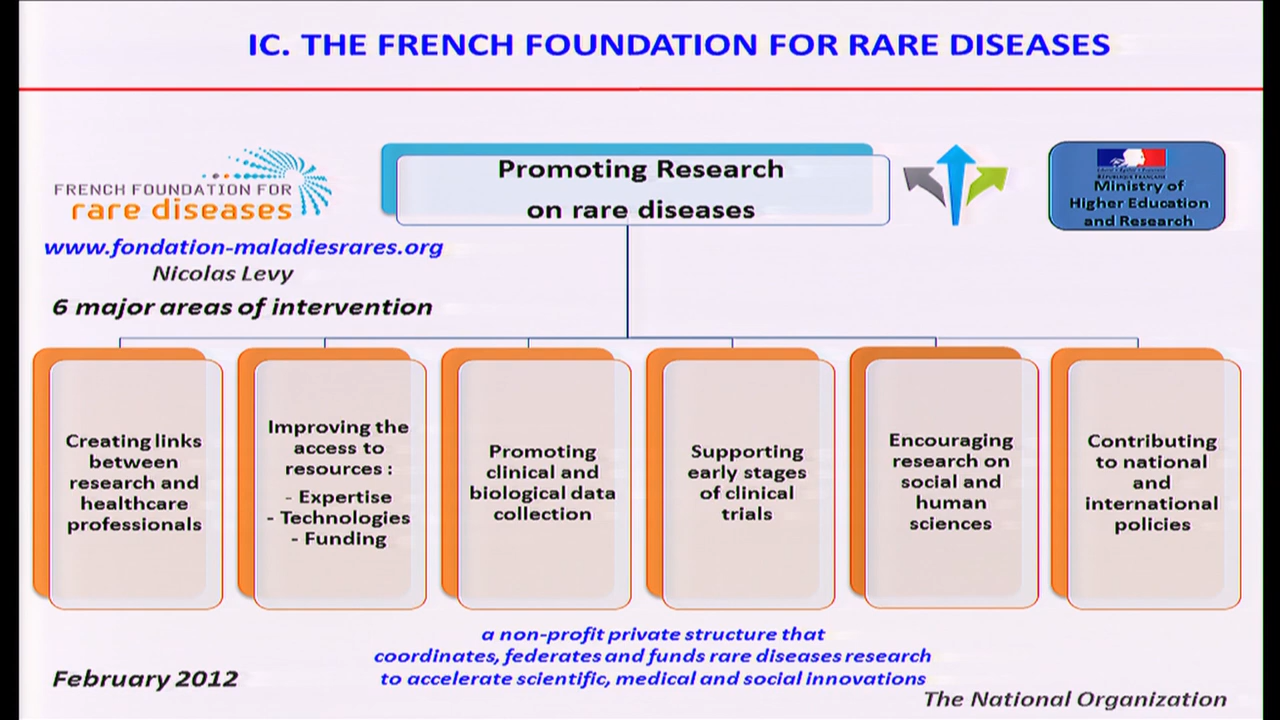 IC. THE FRENCH FOUNDATION FOR RARE DISEASES
FRENCH FOUNDATION FOR
rare diseases
www.fondation-maladiesrares.org
Nicolas Levy
6 major areas of intervention
Promoting Research
on rare diseases
Ministry of
Higher Education
and Research
Creating links
between
research and
healthcare
professionals
Improving the
access to
resources :
- Expertise
- Technologies
- Funding
Promoting
clinical and
biological data
collection
Supporting
early stages
of clinical
trials
Encouraging
research on
social and
human
sciences
Contributing
to national
and
international
policies
a non-profit private structure that
coordinates, federates and funds rare diseases research
to accelerate scientific, medical and social innovations
February 2012
The National Organization